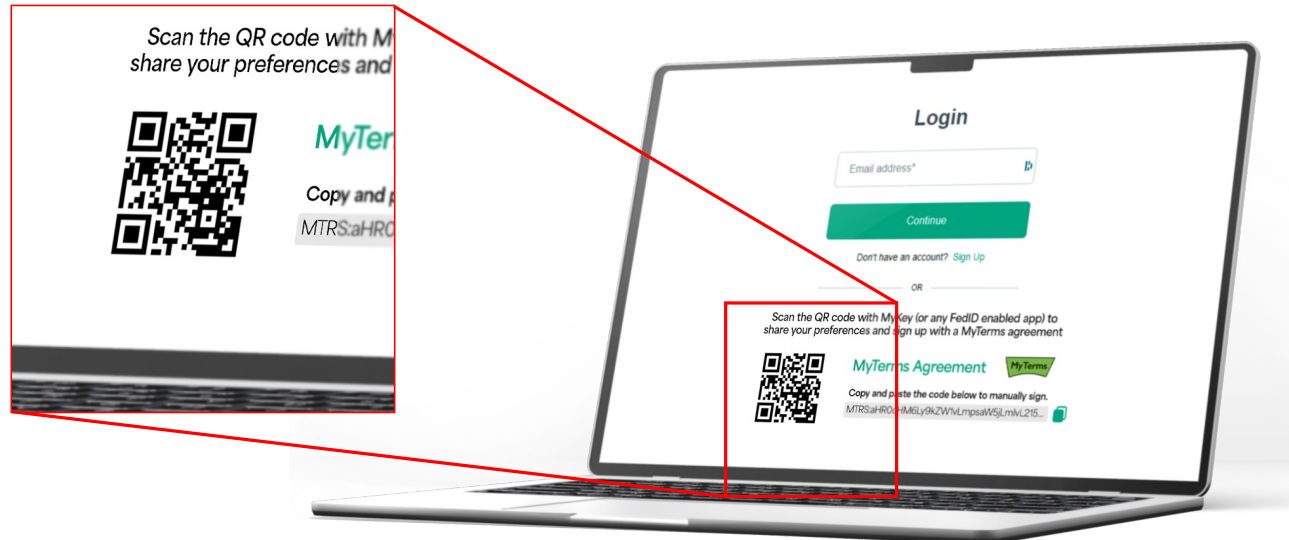 Scan the QR code with M
share your preferences and
MyTer
Copy and p
MTRS:aHR0
Login
Email address*
Continue
Don't have an account? Sign Up
OR
Scan the QR code with MyKey (or any FedID enabled app) to
share your preferences and sign up with a MyTerms agreement
MyTerms Agreement MyTerms
Copy and paste the code below to manually sign.
MTRS:aHR0cHM6Ly9kZW1vLmpsaW5jLmlvL215...